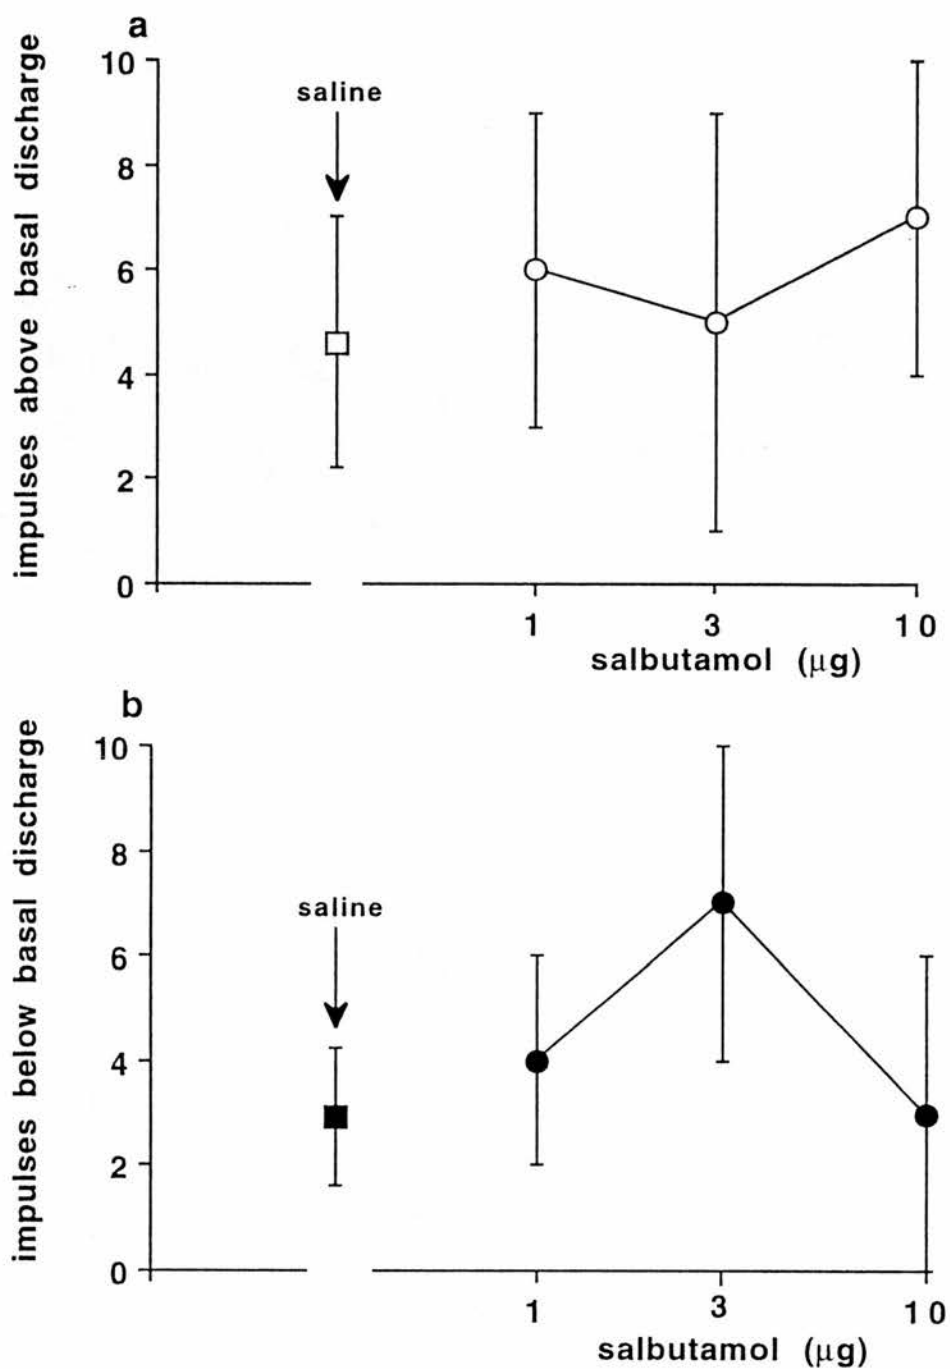 a
impulses above basal discharge
10
8
6
4
2
0
saline
1 3 10
salbutamol (μg)
b
impulses below basal discharge
10
8
6
4
2
0
saline
1 3 10
salbutamol (μg)